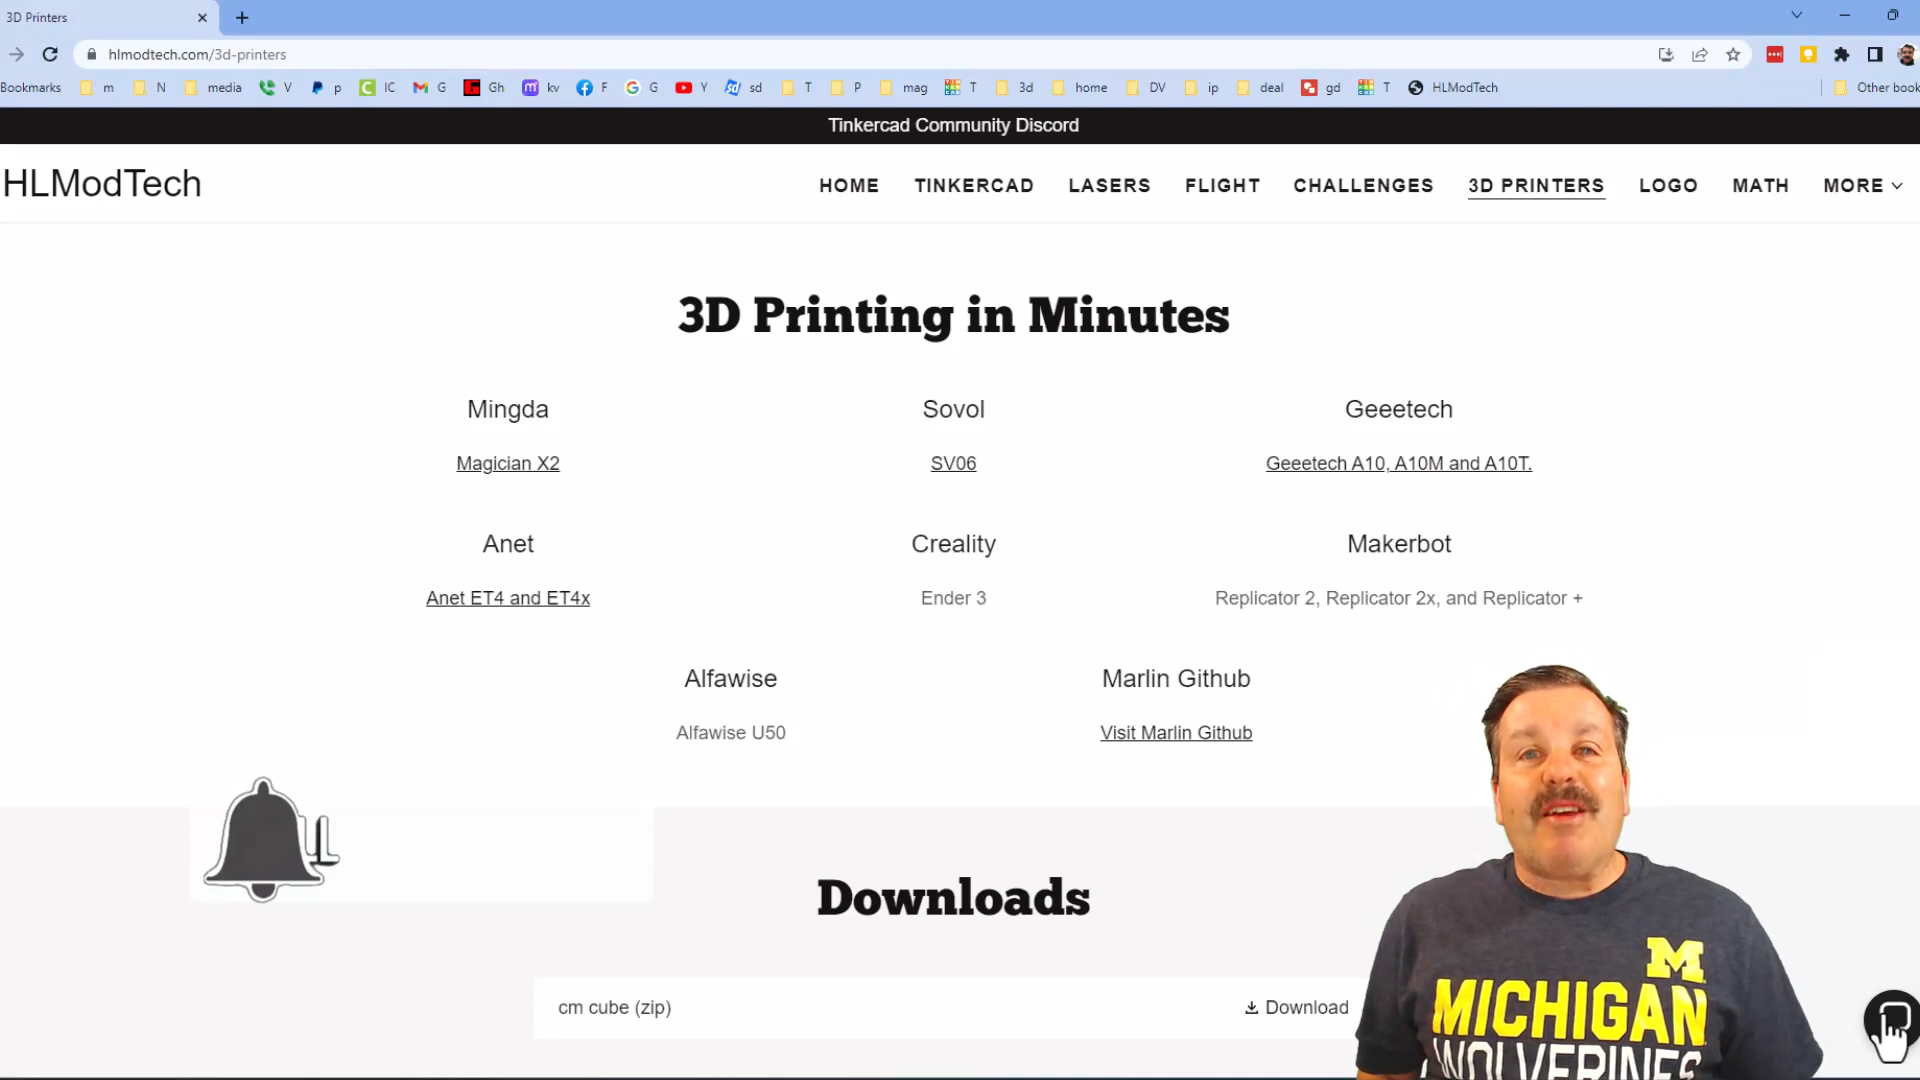 3D Printers
hlmodtech.com/3d-printers
Bookmarks m N media V p IC G Gh kv F G Y sd T P mag T 3d home DV ip deal gd T HLModTech Other book
Tinkercad Community Discord
HLModTech
HOME TINKERCAD LASERS FLIGHT CHALLENGES 3D PRINTERS LOGO MATH MORE
3D Printing in Minutes
Mingda Sovol Geeetech
Magician X2 SV06 Geeetech A10, A10M and A10T.
Anet Creality Makerbot
Anet ET4 and ET4x Ender 3 Replicator 2, Replicator 2x, and Replicator +
Alfawise Marlin Github
Alfawise U50 Visit Marlin Github
Downloads
cm cube (zip) Download
M
MICHIGAN
WOLVERINES